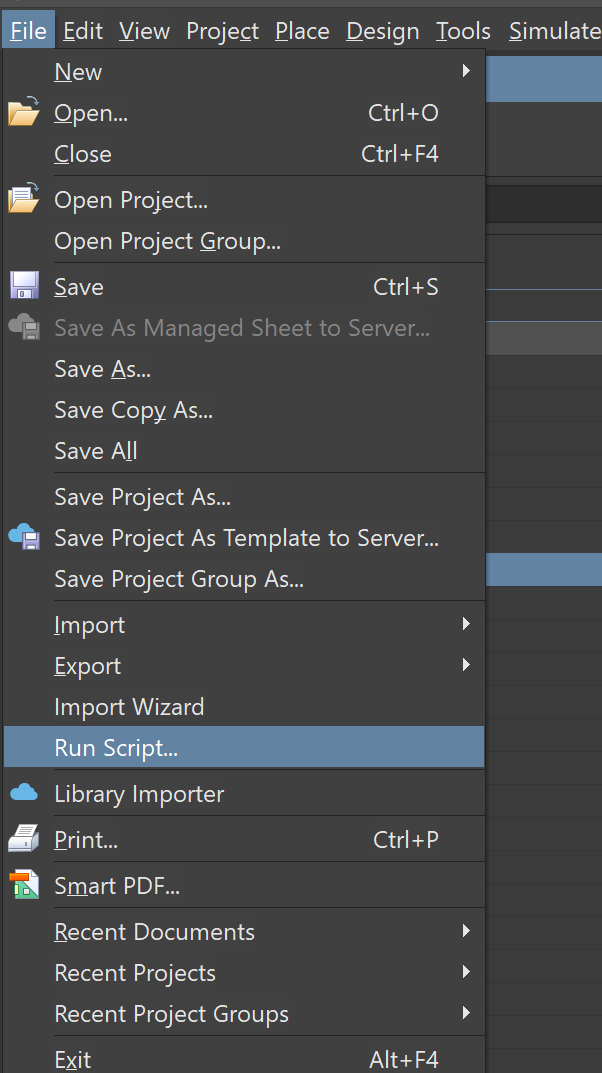 File Edit View Project Place Design Tools Simulate
New
Open... Ctrl+O
Close Ctrl+F4
Open Project...
Open Project Group...
Save Ctrl+S
Save As Managed Sheet to Server...
Save As...
Save Copy As...
Save All
Save Project As...
Save Project As Template to Server...
Save Project Group As...
Import
Export
Import Wizard
Run Script...
Library Importer
Print... Ctrl+P
Smart PDF...
Recent Documents
Recent Projects
Recent Project Groups
Exit Alt+F4